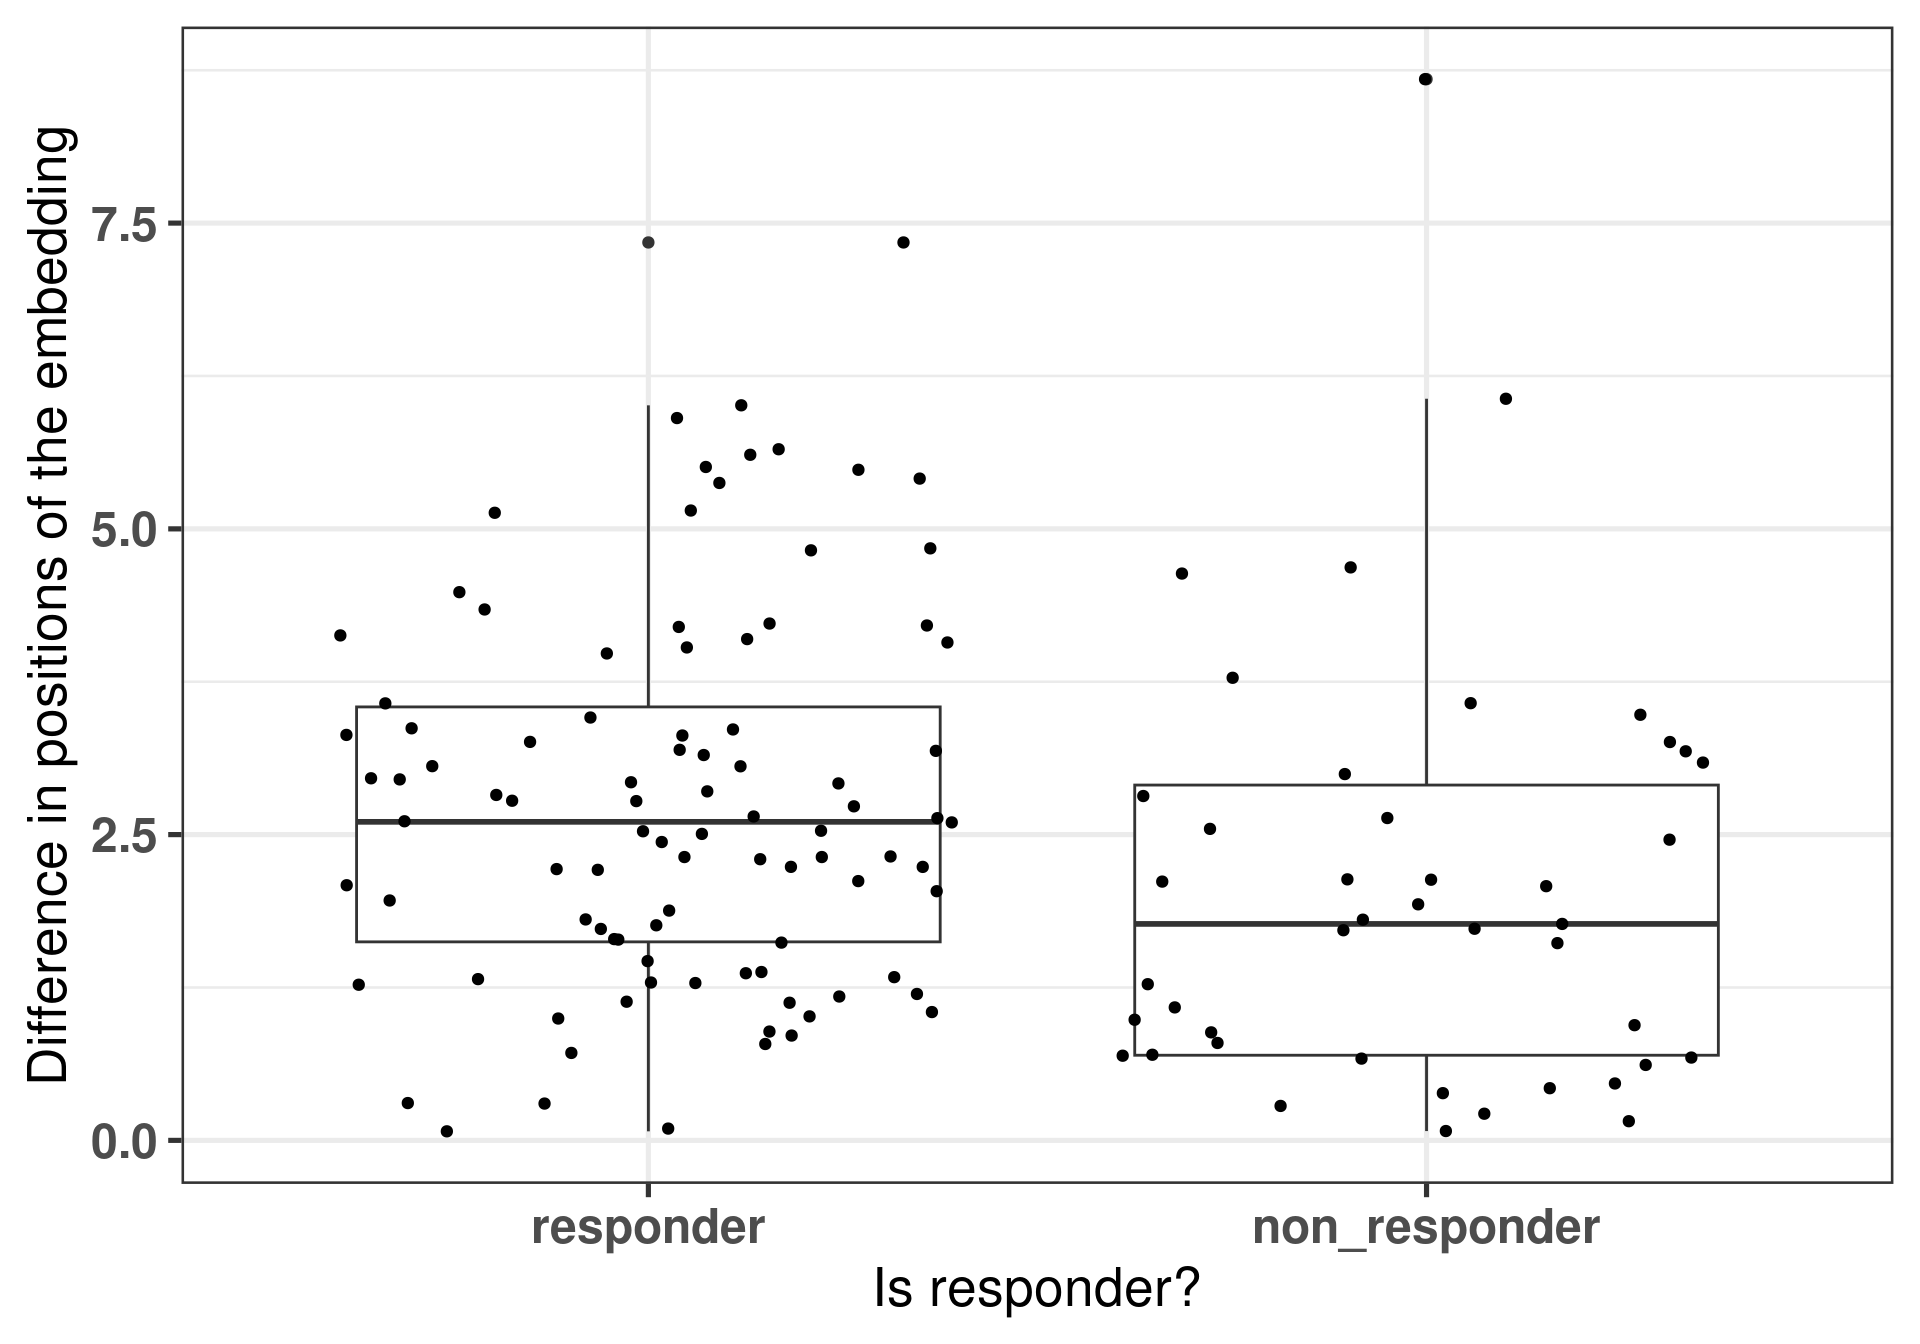 Difference in positions of the embedding
7.5
5.0
2.5
0.0
responder non_responder
Is responder?